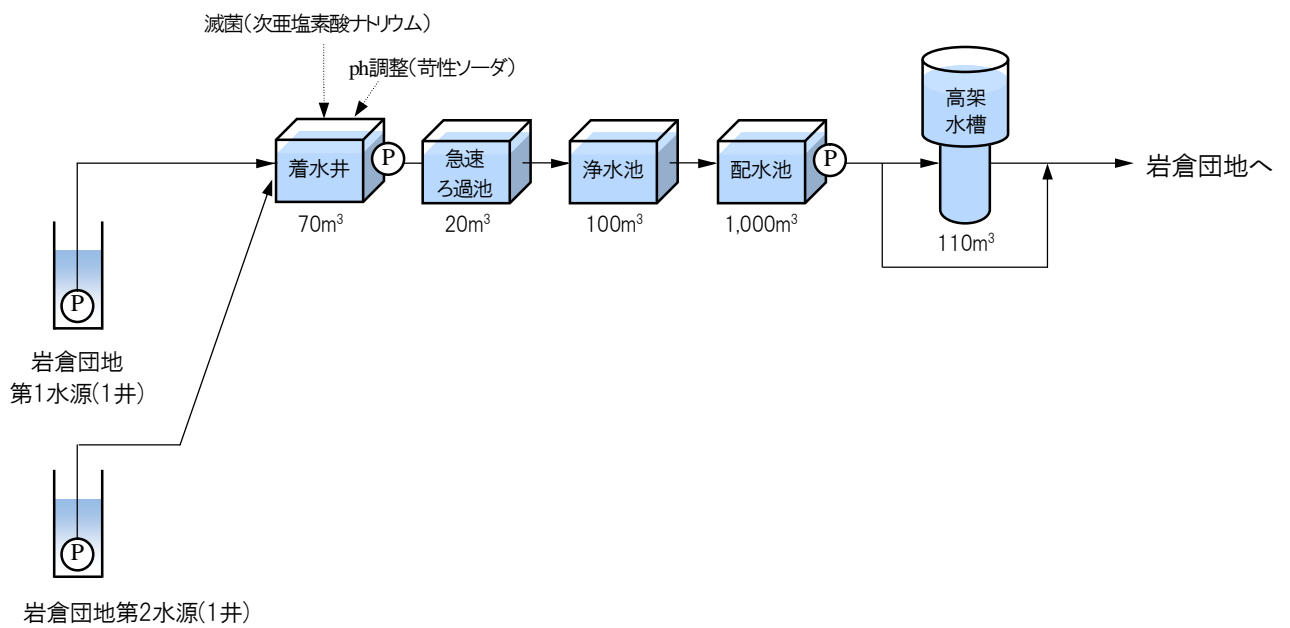 滅菌(次亜塩素酸ナトリウム)
ph調整(苛性ソーダ)
着水井
P
急速
ろ過池
浄水池
配水池
P
高架
水槽
岩倉団地へ
70m³
20m³
100m³
1,000m³
110m³
P
岩倉団地
第1水源(1井)
P
岩倉団地第2水源(1井)